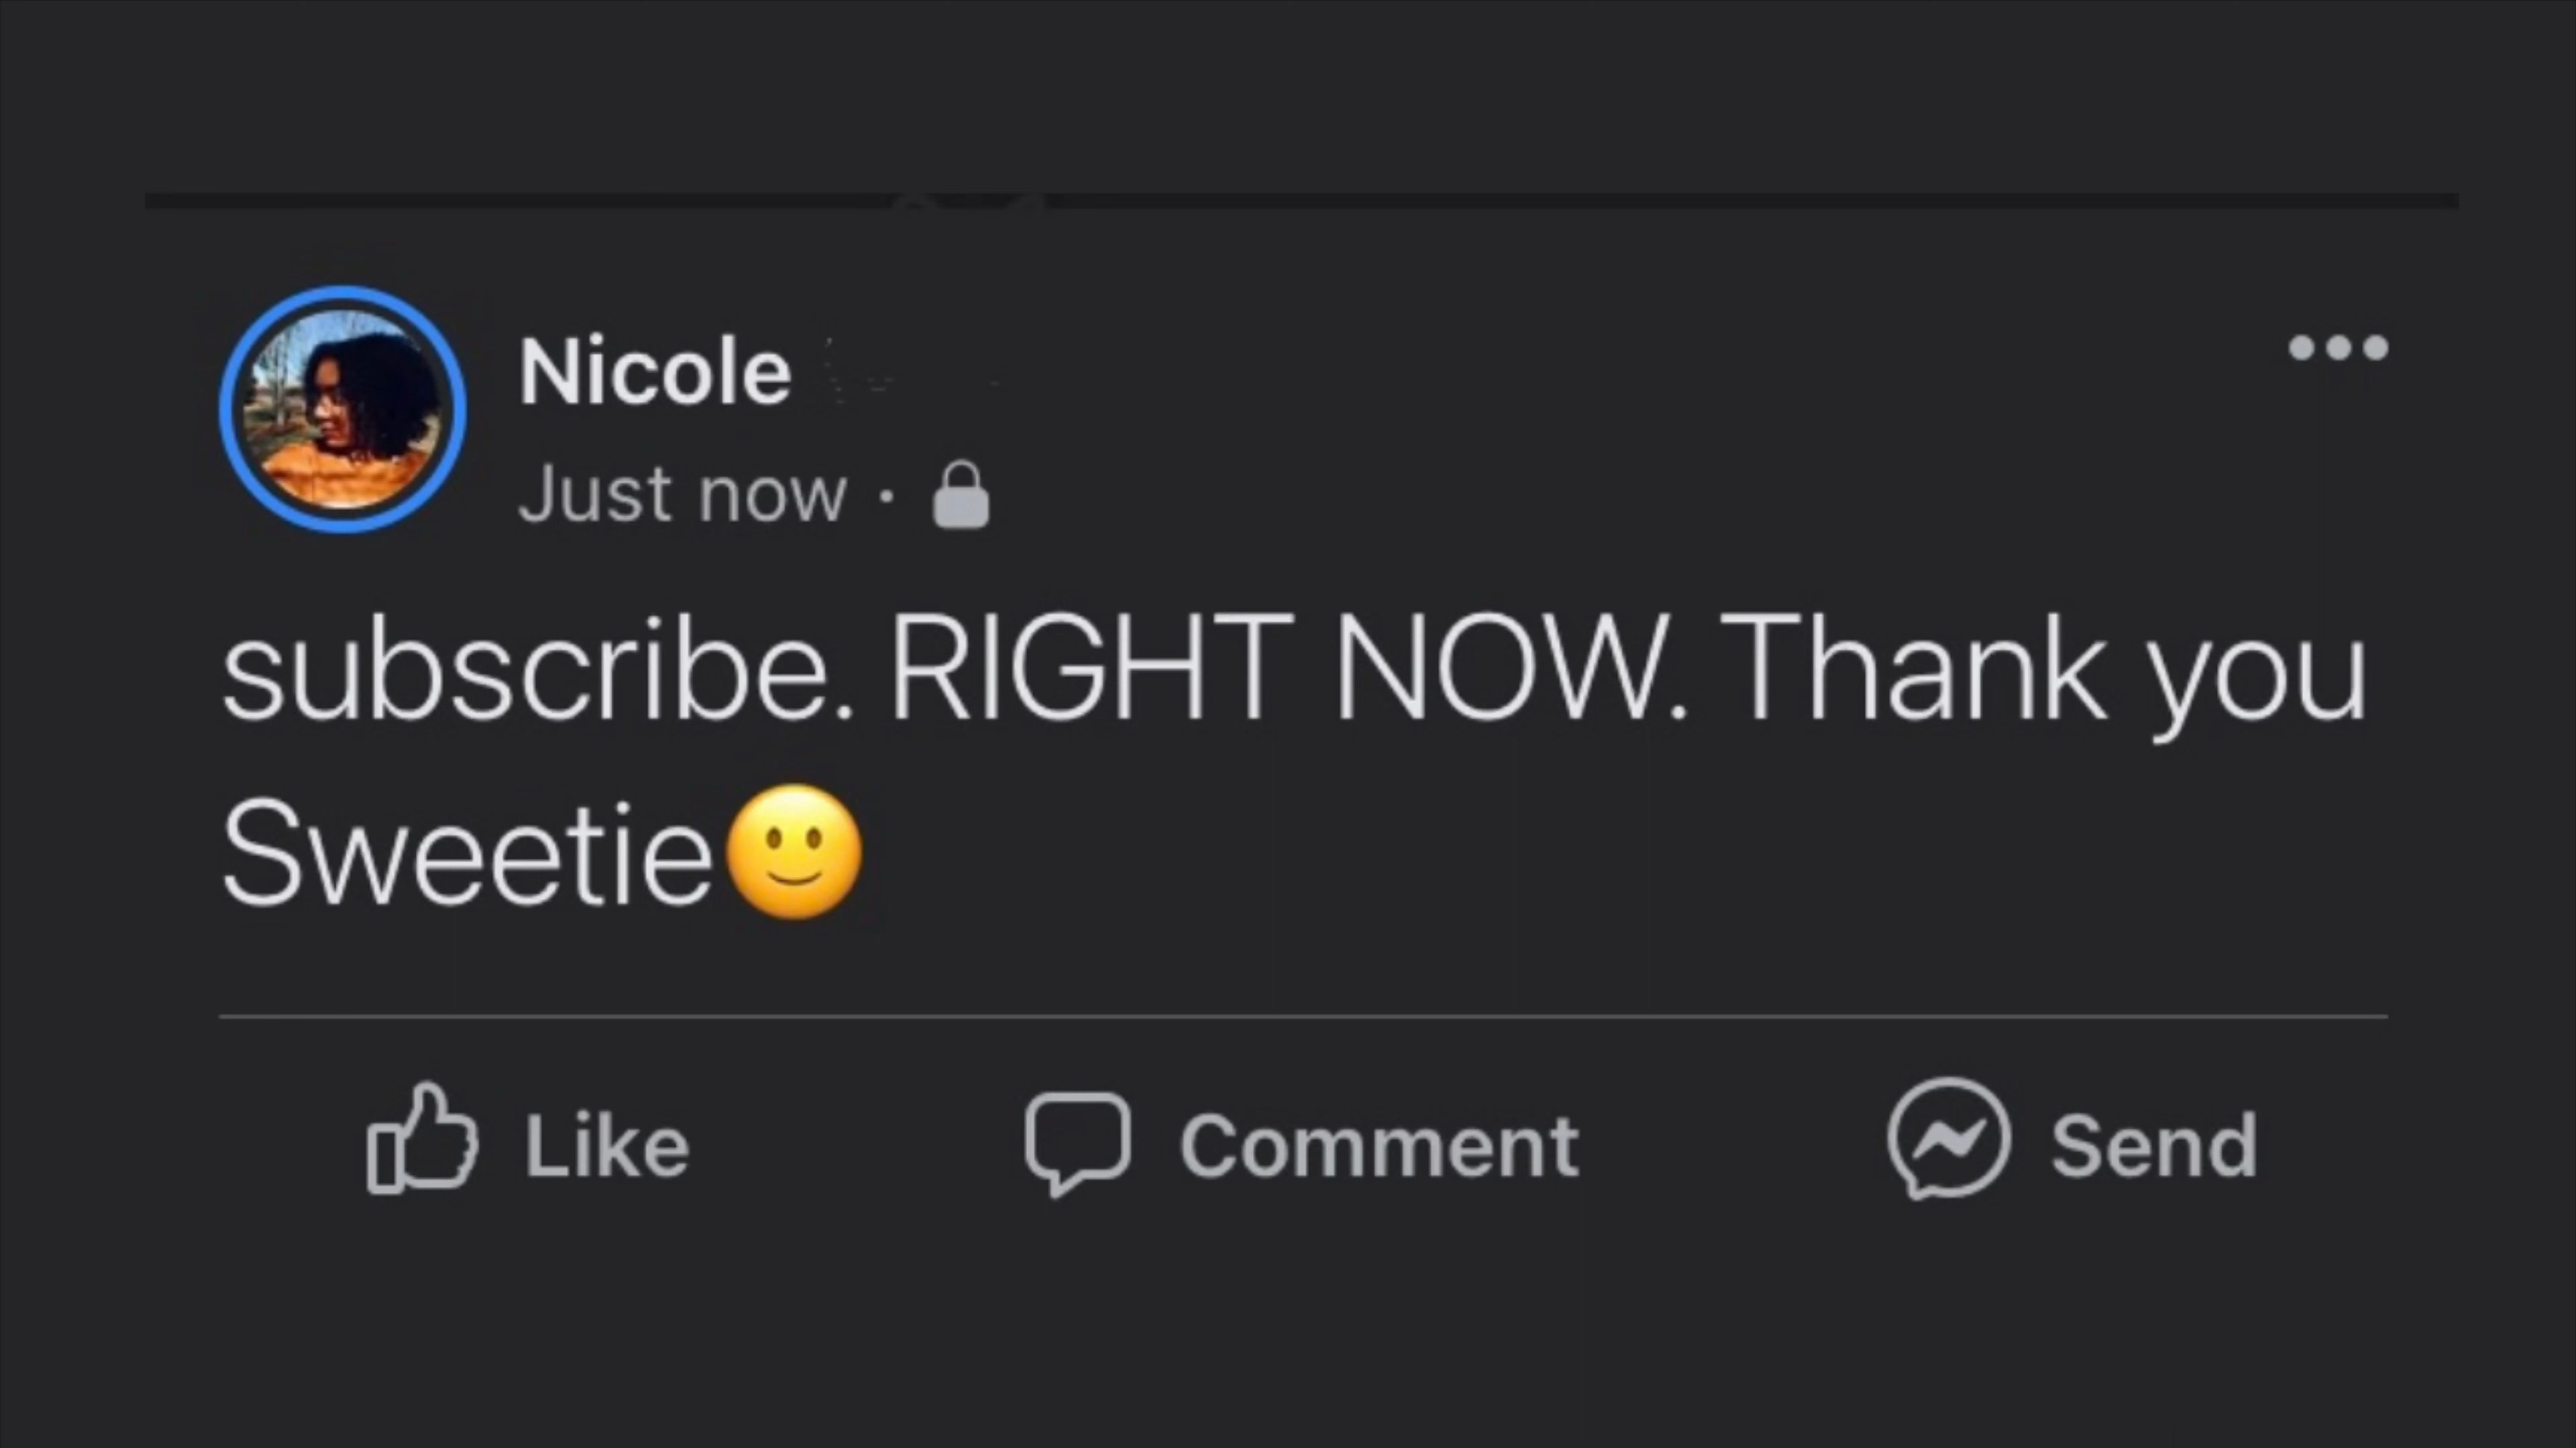 Nicole
Just now ·
subscribe. RIGHT NOW. Thank you
Sweetie🙂
Like
Comment
Send